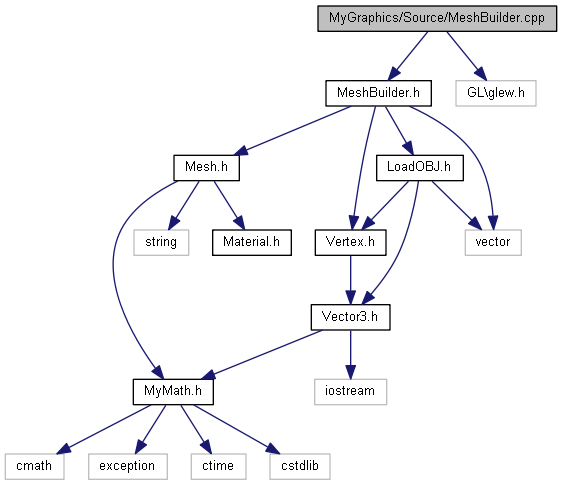 MyGraphics/Source/MeshBuilder.cpp
MeshBuilder.h
GL\glew.h
Mesh.h
LoadOBJ.h
string
Material.h
Vertex.h
vector
Vector3.h
MyMath.h
iostream
cmath
exception
ctime
cstdlib